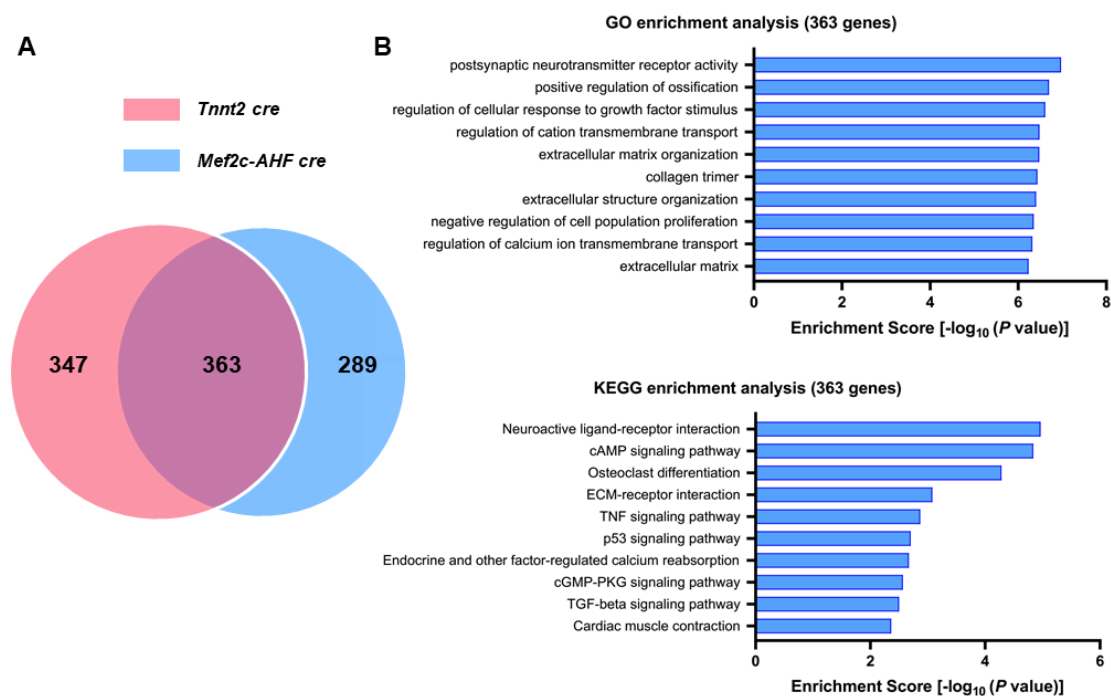 A
Tnnt2 cre
Mef2c-AHF cre
347
363
289
B
GO enrichment analysis (363 genes)
postsynaptic neurotransmitter receptor activity
positive regulation of ossification
regulation of cellular response to growth factor stimulus
regulation of cation transmembrane transport
extracellular matrix organization
collagen trimer
extracellular structure organization
negative regulation of cell population proliferation
regulation of calcium ion transmembrane transport
extracellular matrix
0 2 4 6 8
Enrichment Score [-log10 (P value)]
KEGG enrichment analysis (363 genes)
Neuroactive ligand-receptor interaction
cAMP signaling pathway
Osteoclast differentiation
ECM-receptor interaction
TNF signaling pathway
p53 signaling pathway
Endocrine and other factor-regulated calcium reabsorption
cGMP-PKG signaling pathway
TGF-beta signaling pathway
Cardiac muscle contraction
0 2 4 6
Enrichment Score [-log10 (P value)]